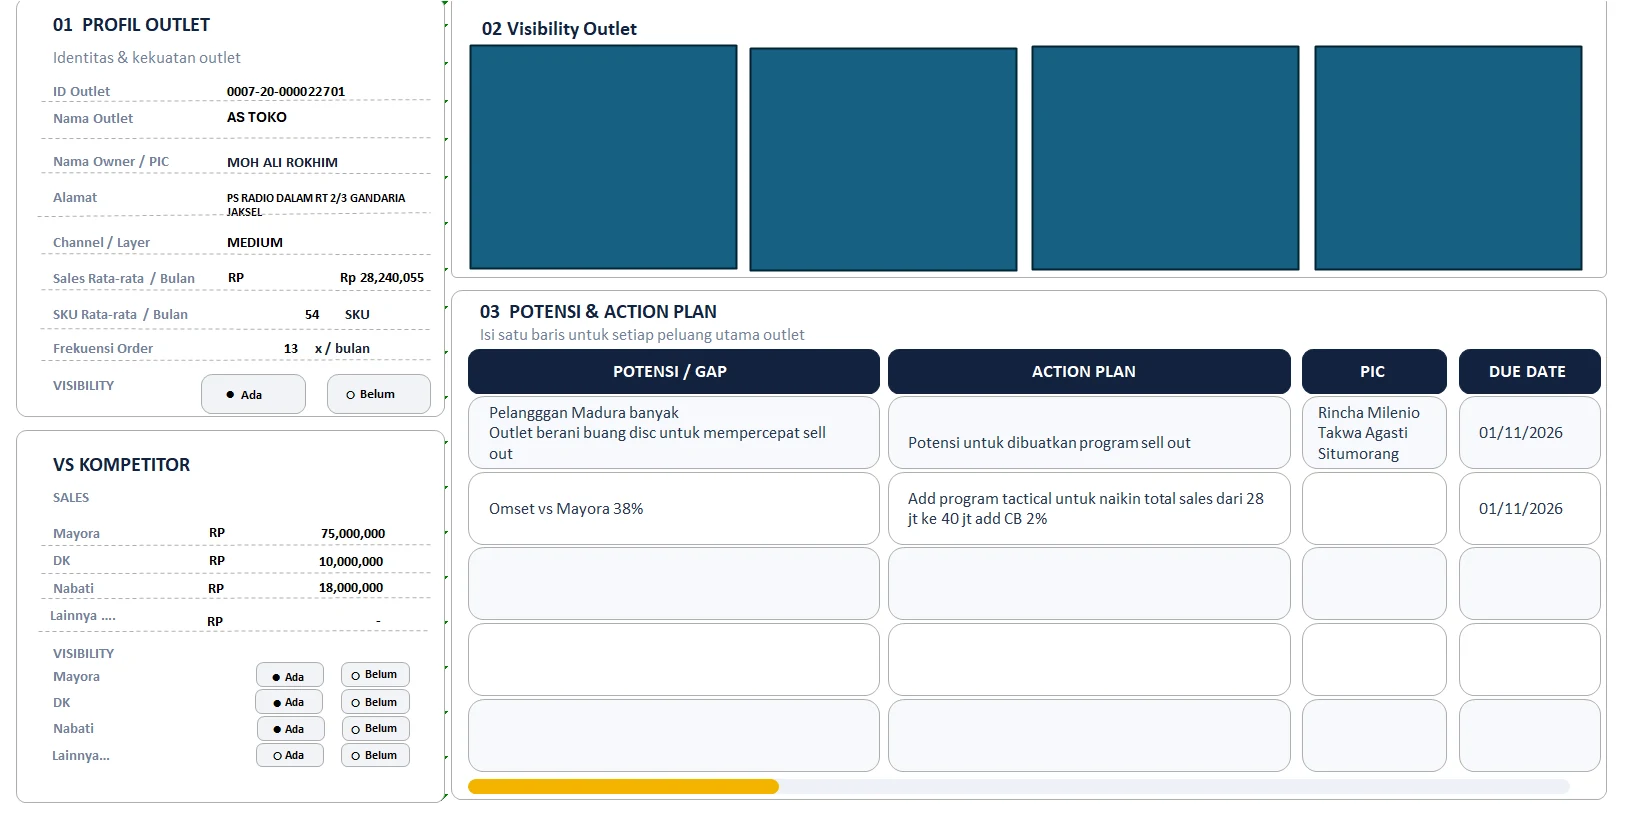 01 PROFIL OUTLET
Identitas & kekuatan outlet
ID Outlet 0007-20-000022701
Nama Outlet AS TOKO
Nama Owner / PIC MOH ALI ROKHIM
Alamat PS RADIO DALAM RT 2/3 GANDARIA
JAKSEL
Channel / Layer MEDIUM
Sales Rata-rata / Bulan RP Rp 28,240,055
SKU Rata-rata / Bulan 54 SKU
Frekuensi Order 13 x / bulan
VISIBILITY ● Ada ○ Belum
VS KOMPETITOR
SALES
Mayora RP 75,000,000
DK RP 10,000,000
Nabati RP 18,000,000
Lainnya .... RP -
VISIBILITY
Mayora ● Ada ○ Belum
DK ● Ada ○ Belum
Nabati ● Ada ○ Belum
Lainnya... ○ Ada ○ Belum
02 Visibility Outlet
03 POTENSI & ACTION PLAN
Isi satu baris untuk setiap peluang utama outlet
POTENSI / GAP ACTION PLAN PIC DUE DATE
Pelangggan Madura banyak
Outlet berani buang disc untuk mempercepat sell
out
Potensi untuk dibuatkan program sell out
Rincha Milenio
Takwa Agasti
Situmorang
01/11/2026
Omset vs Mayora 38%
Add program tactical untuk naikin total sales dari 28
jt ke 40 jt add CB 2%
01/11/2026